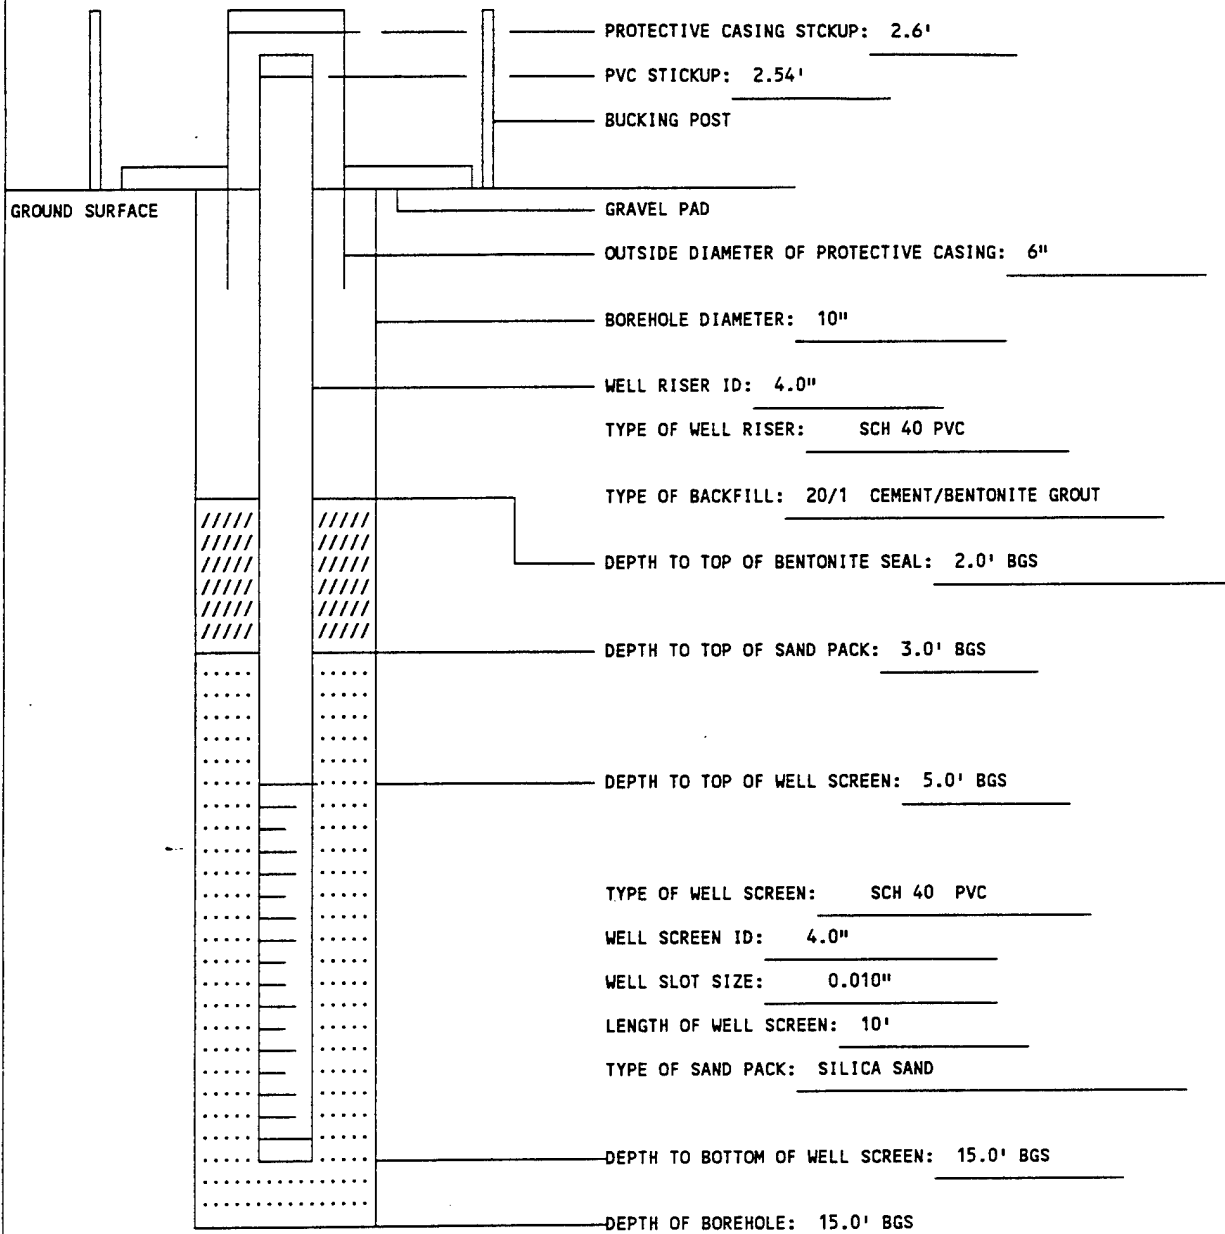 PROTECTIVE CASING STCKUP: 2.6'
PVC STICKUP: 2.54'
BUCKING POST
GROUND SURFACE
GRAVEL PAD
OUTSIDE DIAMETER OF PROTECTIVE CASING: 6"
BOREHOLE DIAMETER: 10"
WELL RISER ID: 4.0"
TYPE OF WELL RISER: SCH 40 PVC
TYPE OF BACKFILL: 20/1 CEMENT/BENTONITE GROUT
DEPTH TO TOP OF BENTONITE SEAL: 2.0' BGS
DEPTH TO TOP OF SAND PACK: 3.0' BGS
DEPTH TO TOP OF WELL SCREEN: 5.0' BGS
TYPE OF WELL SCREEN: SCH 40 PVC
WELL SCREEN ID: 4.0"
WELL SLOT SIZE: 0.010"
LENGTH OF WELL SCREEN: 10'
TYPE OF SAND PACK: SILICA SAND
DEPTH TO BOTTOM OF WELL SCREEN: 15.0' BGS
DEPTH OF BOREHOLE: 15.0' BGS